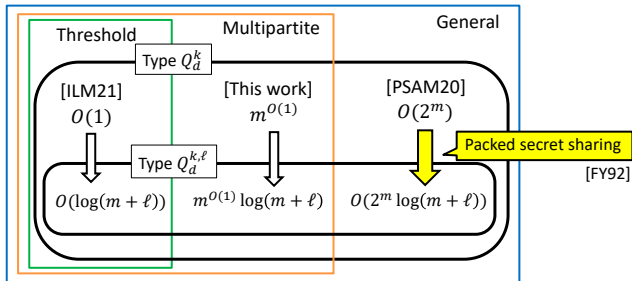 General
Threshold
Multipartite
Type $Q_d^k$
[ILM21]
$O(1)$
[This work]
$m^{O(1)}$
[PSAM20]
$O(2^m)$
Packed secret sharing
[FY92]
Type $Q_d^{k,\ell}$
$O(\log(m + \ell))$
$m^{O(1)} \log(m + \ell)$
$O(2^m \log(m + \ell))$